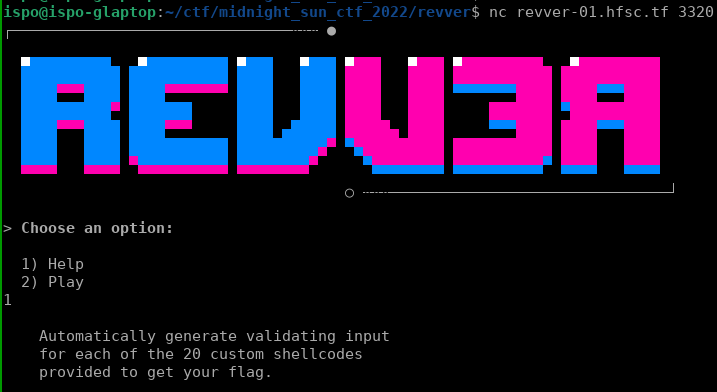 ispo@ispo-glaptop:~/ctf/midnight_sun_ctf_2022/revver$ nc revver-01.hfsc.tf 3320
REVV3R
> Choose an option:
1) Help
2) Play
1
Automatically generate validating input
for each of the 20 custom shellcodes
provided to get your flag.